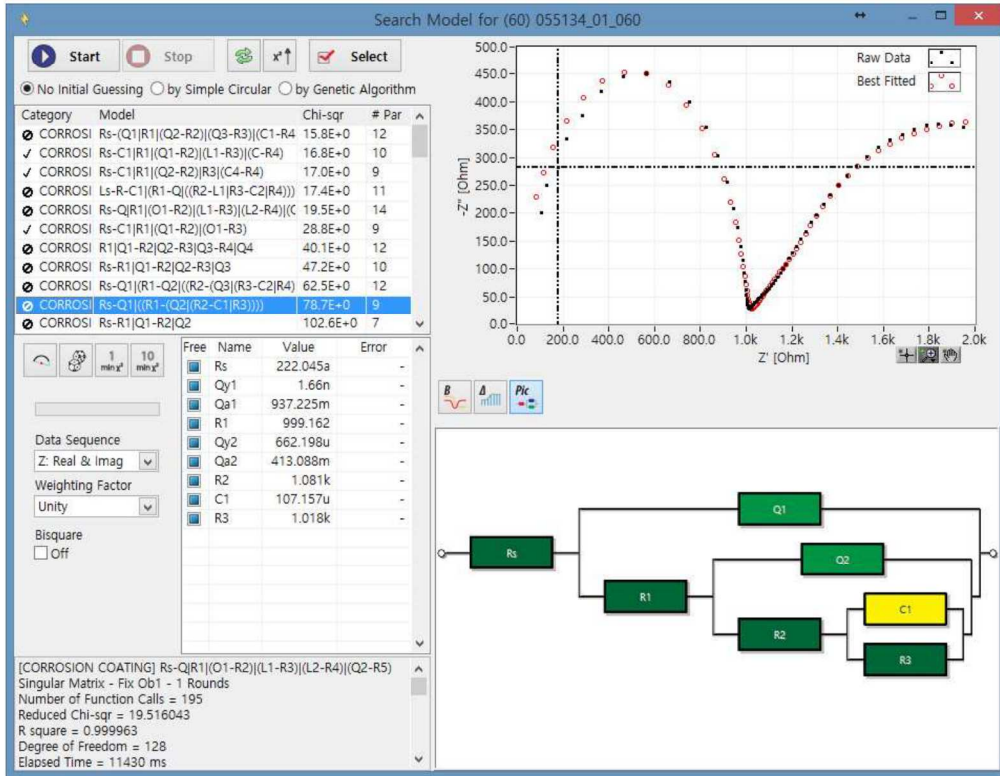 Search Model for (60) 055134_01_060
Start Stop x²↑ Select
No Initial Guessing by Simple Circular by Genetic Algorithm
Category Model Chi-sqr # Par
CORROSI Rs-(Q1|R1|(Q2-R2)|(Q3-R3)|(C1-R4 15.8E+0 12
CORROSI Rs-C1|R1|(Q1-R2)|(L1-R3)|(C-R4) 16.8E+0 10
CORROSI Rs-C1|R1|(Q2-R2)|R3|(C4-R4) 17.0E+0 9
CORROSI Ls-R-C1|(R1-Q|((R2-L1|R3-C2|R4))) 17.4E+0 11
CORROSI Rs-Q|R1|(O1-R2)|(L1-R3)|(L2-R4)|(C 19.5E+0 14
CORROSI Rs-C1|R1|(Q1-R2)|(O1-R3) 28.8E+0 9
CORROSI R1|Q1-R2|Q2-R3|Q3-R4|Q4 40.1E+0 12
CORROSI Rs-R1|Q1-R2|Q2-R3|Q3 47.2E+0 10
CORROSI Rs-Q1|(R1-Q2|((R2-(Q3|(R3-C2|R4) 62.5E+0 12
CORROSI Rs-Q1|((R1-(Q2|(R2-C1|R3)))) 78.7E+0 9
CORROSI Rs-R1|Q1-R2|Q2 102.6E+0 7
1 min x²
10 min x²
Data Sequence
Z: Real & Imag
Weighting Factor
Unity
Bisquare
Off
Free Name Value Error
Rs 222.045a -
Qy1 1.66n -
Qa1 937.225m -
R1 999.162 -
Qy2 662.198u -
Qa2 413.088m -
R2 1.081k -
C1 107.157u -
R3 1.018k -
[CORROSION COATING] Rs-Q|R1|(O1-R2)|(L1-R3)|(L2-R4)|(Q2-R5)
Singular Matrix - Fix Ob1 - 1 Rounds
Number of Function Calls = 195
Reduced Chi-sqr = 19.516043
R square = 0.999963
Degree of Freedom = 128
Elapsed Time = 11430 ms
Raw Data
Best Fitted
-Z" [Ohm]
500.0
450.0
400.0
350.0
300.0
250.0
200.0
150.0
100.0
50.0
0.0
0.0 200.0 400.0 600.0 800.0 1.0k 1.2k 1.4k 1.6k 1.8k 2.0k
Z' [Ohm]
B Δ Pic
Q1
Rs
Q2
R1
C1
R2
R3